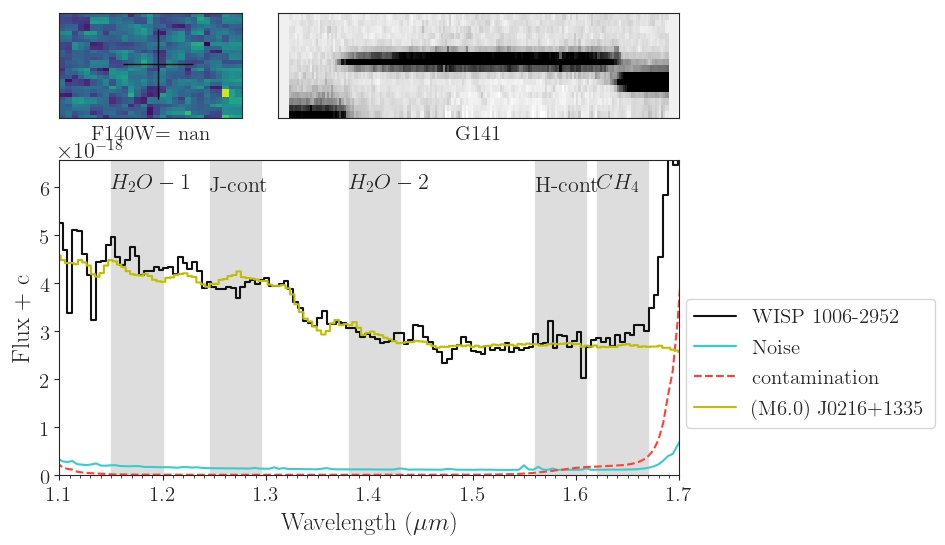 F140W= nan
G141
×10−18
H2O − 1
J-cont
H2O − 2
H-cont
CH4
6
5
4
3
2
1
0
Flux + c
1.1
1.2
1.3
1.4
1.5
1.6
1.7
Wavelength (μm)
WISP 1006-2952
Noise
contamination
(M6.0) J0216+1335